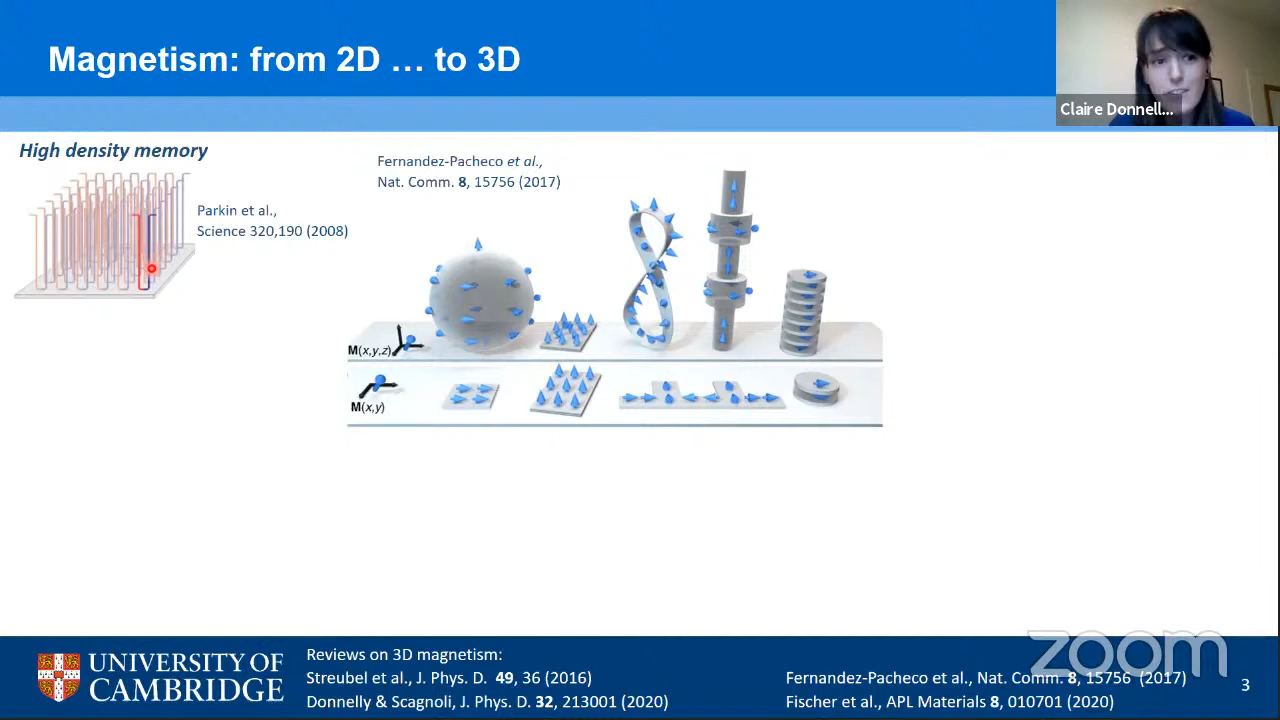 Magnetism: from 2D … to 3D
Claire Donnell...
High density memory
Parkin et al.,
Science 320,190 (2008)
Fernandez-Pacheco et al.,
Nat. Comm. 8, 15756 (2017)
M(x,y,z)
M(x,y)
UNIVERSITY OF
CAMBRIDGE
Reviews on 3D magnetism:
Streubel et al., J. Phys. D. 49, 36 (2016)
Donnelly & Scagnoli, J. Phys. D. 32, 213001 (2020)
Fernandez-Pacheco et al., Nat. Comm. 8, 15756 (2017)
Fischer et al., APL Materials 8, 010701 (2020)
zoom
3